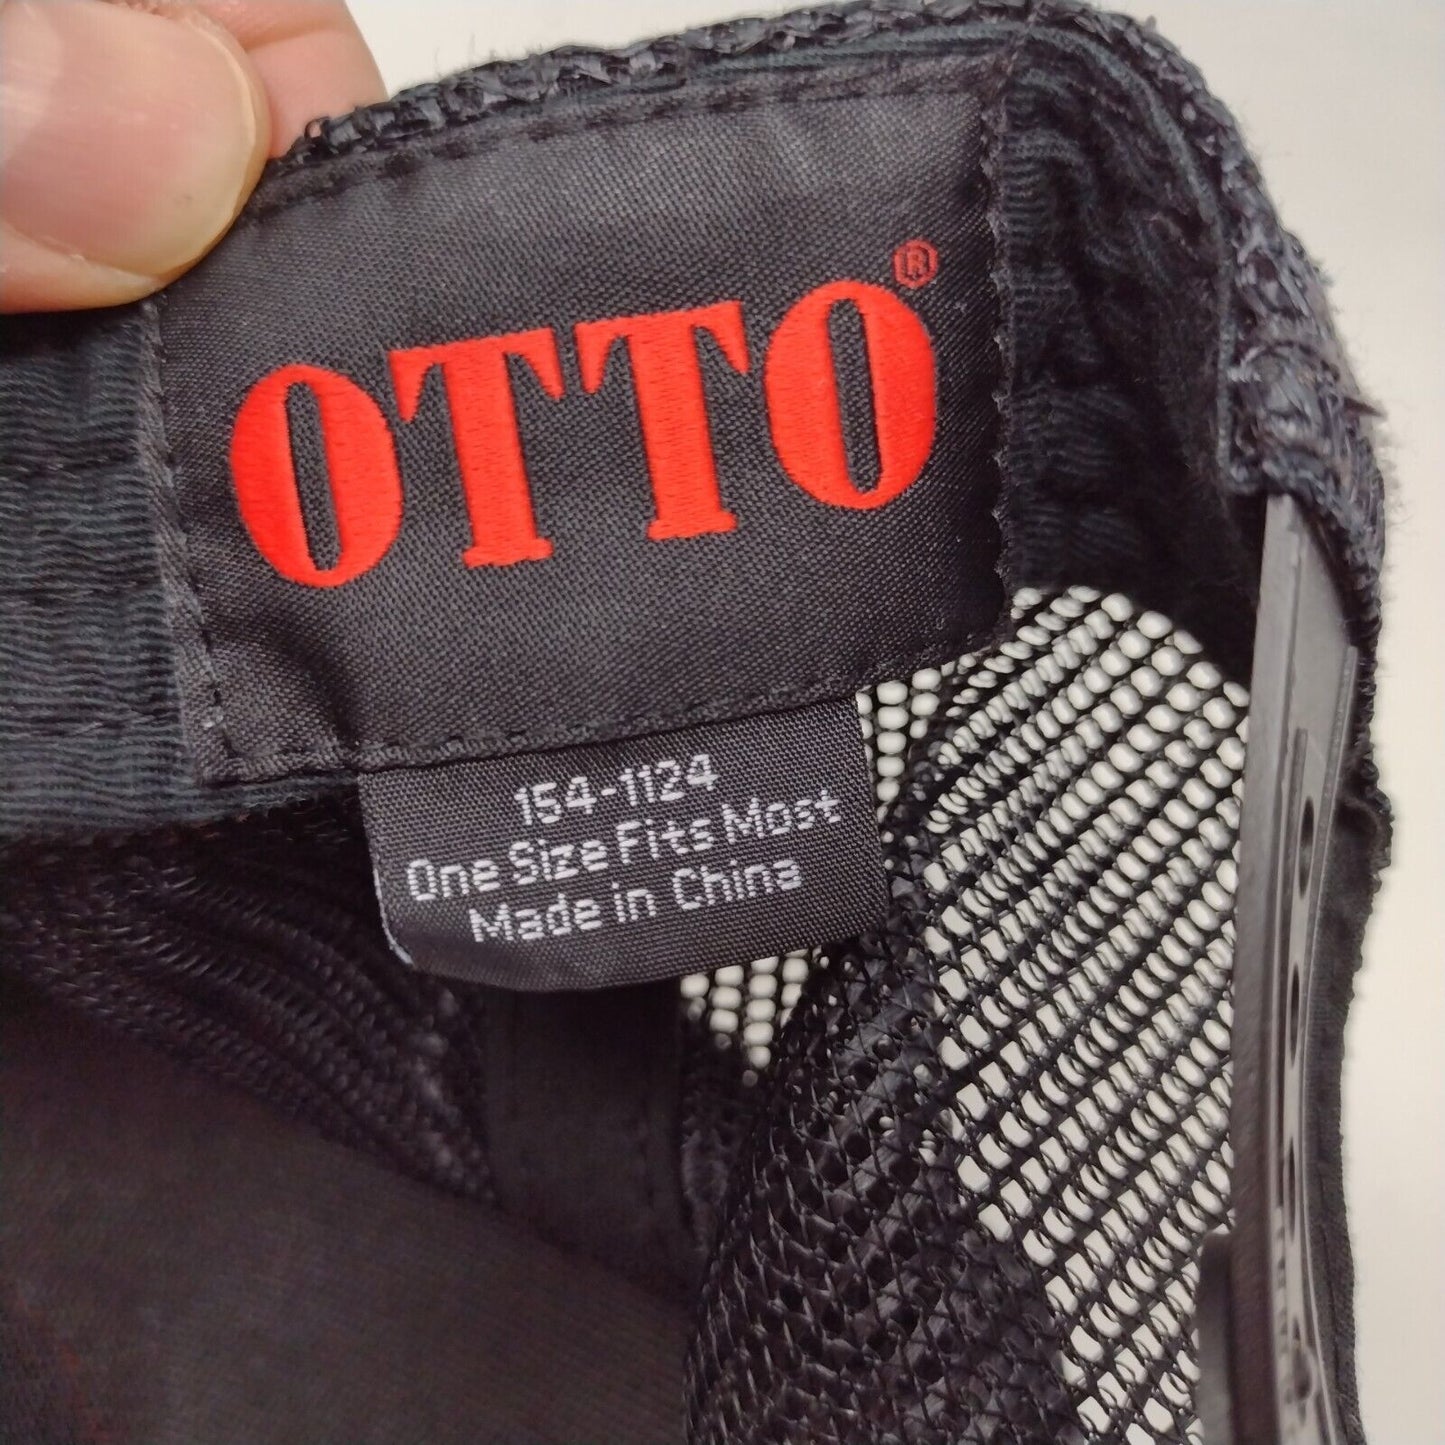 OTTO®
154-1124
One Size Fits Most
Made in China